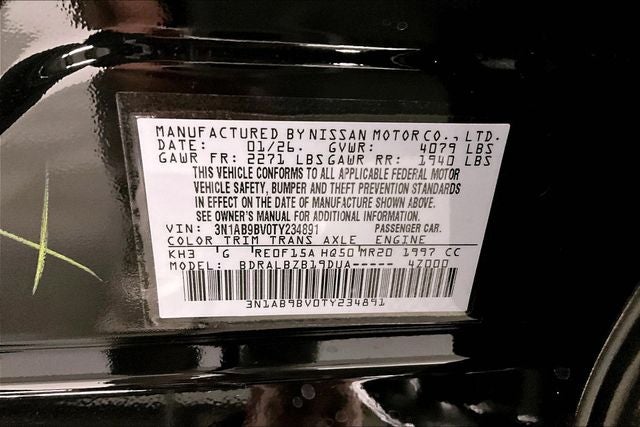 MANUFACTURED BY NISSAN MOTOR CO., LTD.
DATE: 01/26. GVWR: 4079 LBS
GAWR FR: 2271 LBS GAWR RR: 1940 LBS
THIS VEHICLE CONFORMS TO ALL APPLICABLE FEDERAL MOTOR
VEHICLE SAFETY, BUMPER AND THEFT PREVENTION STANDARDS
IN EFFECT ON THE DATE OF MANUFACTURE SHOWN ABOVE.
SEE OWNER'S MANUAL FOR ADDITIONAL INFORMATION.
VIN: 3N1AB9BV0TY234891 PASSENGER CAR.
COLOR TRIM TRANS AXLE ENGINE
KH3 'G 'RE0F15A HQ50'MR20 1997 CC
MODEL: BDRALBZB19DUA----- 4Z000
3N1AB9BV0TY234891